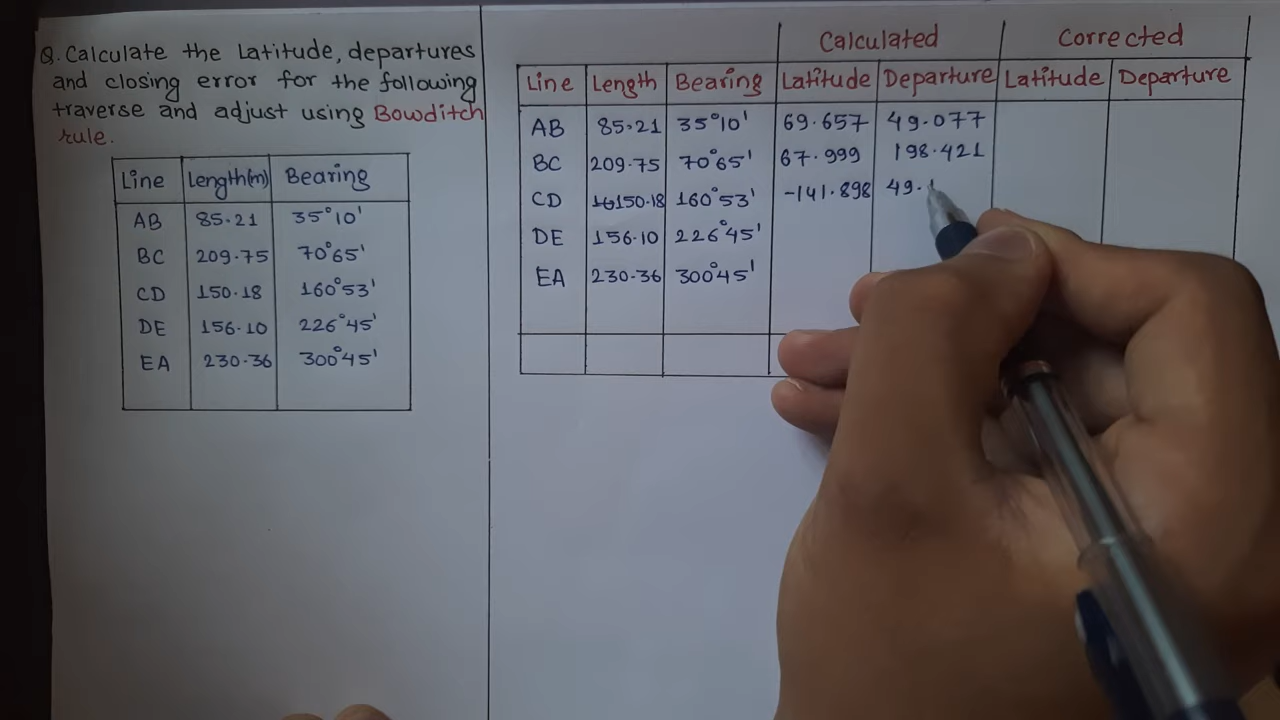 Q. Calculate the Latitude, departures
and closing error for the following
traverse and adjust using Bowditch
rule.
Line Length(m) Bearing
AB 85.21 35°10'
BC 209.75 70°65'
CD 150.18 160°53'
DE 156.10 226°45'
EA 230.36 300°45'
Calculated Corrected
Line Length Bearing Latitude Departure Latitude Departure
AB 85.21 35°10' 69.657 49.077
BC 209.75 70°65' 67.999 198.421
CD 150.18 160°53' -141.898 49.
DE 156.10 226°45'
EA 230.36 300°45'